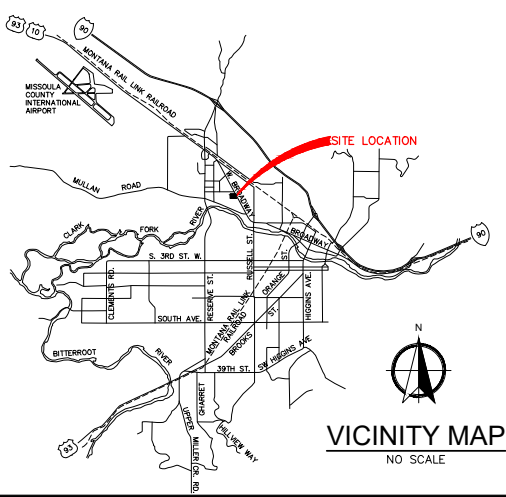 93
10
90
MONTANA RAIL LINK RAILROAD
MISSOULA
COUNTY
INTERNATIONAL
AIRPORT
SITE LOCATION
W. BROADWAY
MULLAN ROAD
RIVER
CLARK FORK
BROADWAY
90
S. 3RD ST. W.
RUSSELL ST.
CLEMENTS RD.
RESERVE ST.
ORANGE ST.
HIGGINS AVE.
SOUTH AVE.
MONTANA RAIL LINK
RAILROAD
BROOKS ST.
BITTERROOT RIVER
39TH ST.
SW HIGGINS AVE
GHARRET
HILLVIEW WAY
UPPER MILLER CR. RD.
93
N
VICINITY MAP
NO SCALE